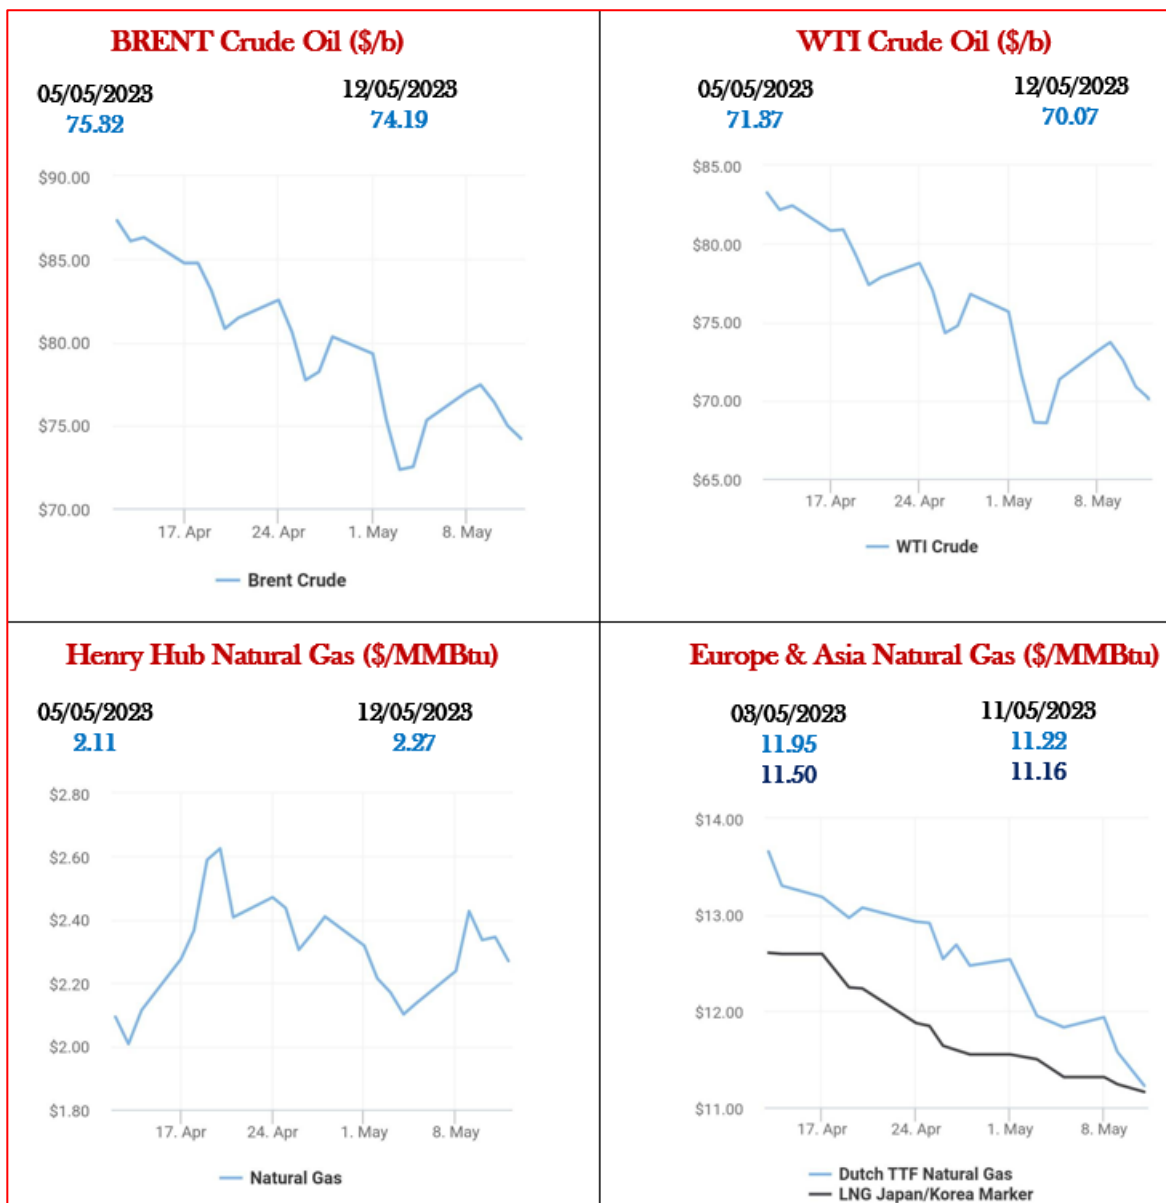 BRENT Crude Oil ($/b)
05/05/2023
12/05/2023
75.32
74.19
$90.00
$85.00
$80.00
$75.00
$70.00
17. Apr
24. Apr
1. May
8. May
Brent Crude
WTI Crude Oil ($/b)
05/05/2023
12/05/2023
71.37
70.07
$85.00
$80.00
$75.00
$70.00
$65.00
17. Apr
24. Apr
1. May
8. May
WTI Crude
Henry Hub Natural Gas ($/MMBtu)
05/05/2023
12/05/2023
2.11
2.27
$2.80
$2.60
$2.40
$2.20
$2.00
$1.80
17. Apr
24. Apr
1. May
8. May
Natural Gas
Europe & Asia Natural Gas ($/MMBtu)
03/05/2023
11/05/2023
11.95
11.22
11.50
11.16
$14.00
$13.00
$12.00
$11.00
17. Apr
24. Apr
1. May
8. May
Dutch TTF Natural Gas
LNG Japan/Korea Marker